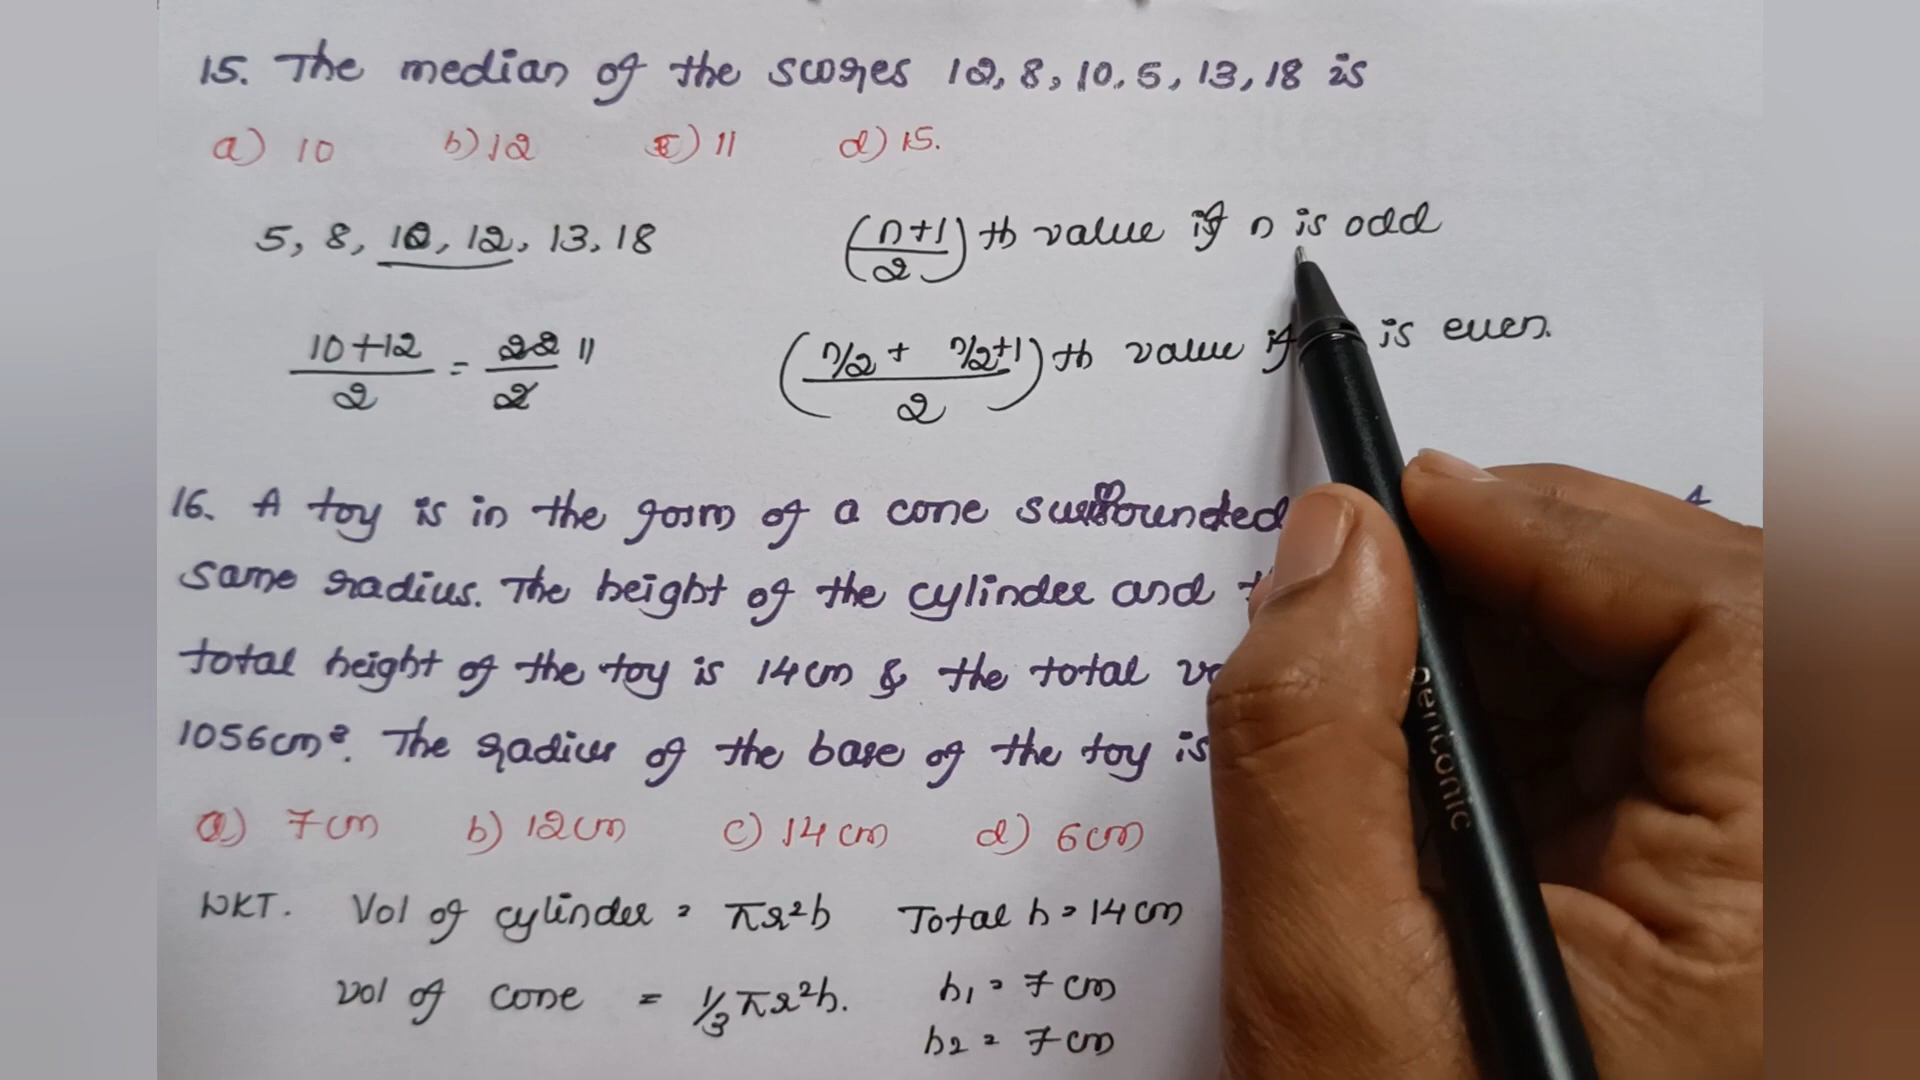 15. The median of the scores 12, 8, 10, 5, 13, 18 is
a) 10 b) 12 c) 11 d) 15.
5, 8, 10, 12, 13, 18
(n+1/2) th value if n is odd
10+12/2 = 22/2 11
(n/2 + n/2+1/2) th value if is even.
16. A toy is in the form of a cone surmounted
same radius. The height of the cylinder and
total height of the toy is 14cm & the total
1056cm³. The radius of the base of the toy is
a) 7cm b) 12cm c) 14cm d) 6cm
WKT. Vol of cylinder = πr²h Total h = 14cm
vol of cone = 1/3 πr²h. h1 = 7cm
h2 = 7cm
Pentonic